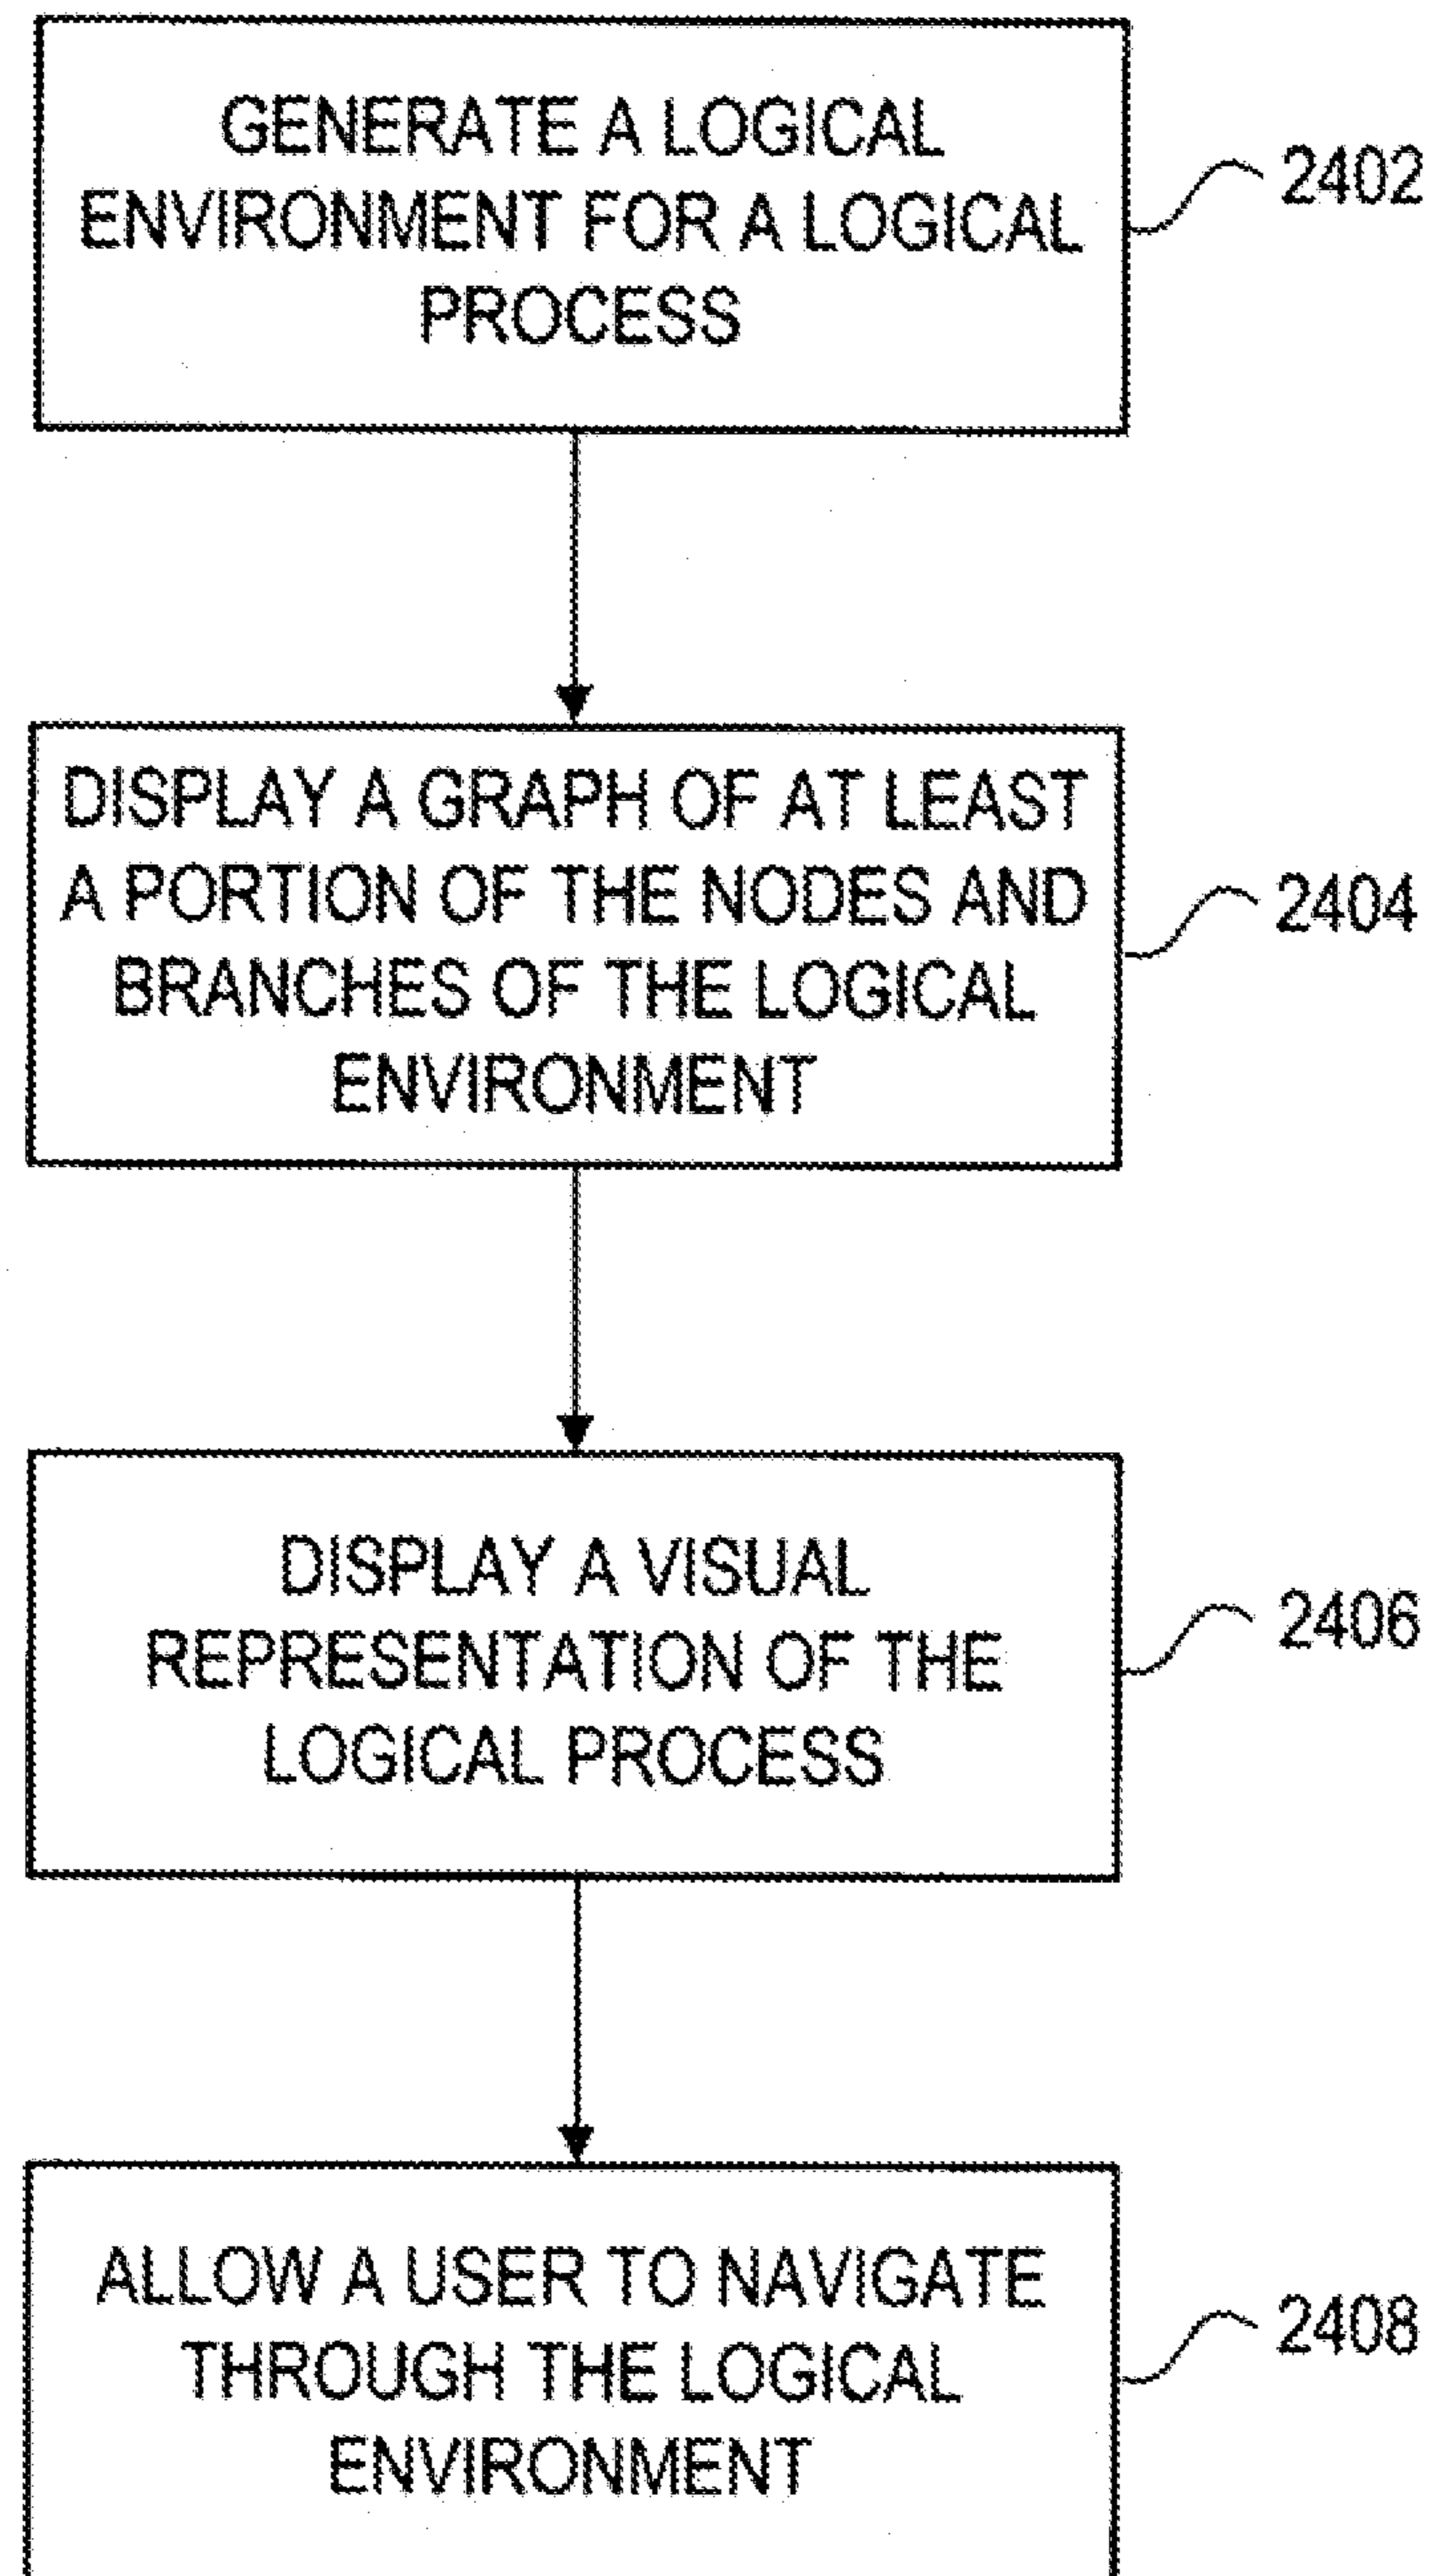 GENERATE A LOGICAL
ENVIRONMENT FOR A LOGICAL
PROCESS
2402
DISPLAY A GRAPH OF AT LEAST
A PORTION OF THE NODES AND
BRANCHES OF THE LOGICAL
ENVIRONMENT
2404
DISPLAY A VISUAL
REPRESENTATION OF THE
LOGICAL PROCESS
2406
ALLOW A USER TO NAVIGATE
THROUGH THE LOGICAL
ENVIRONMENT
2408